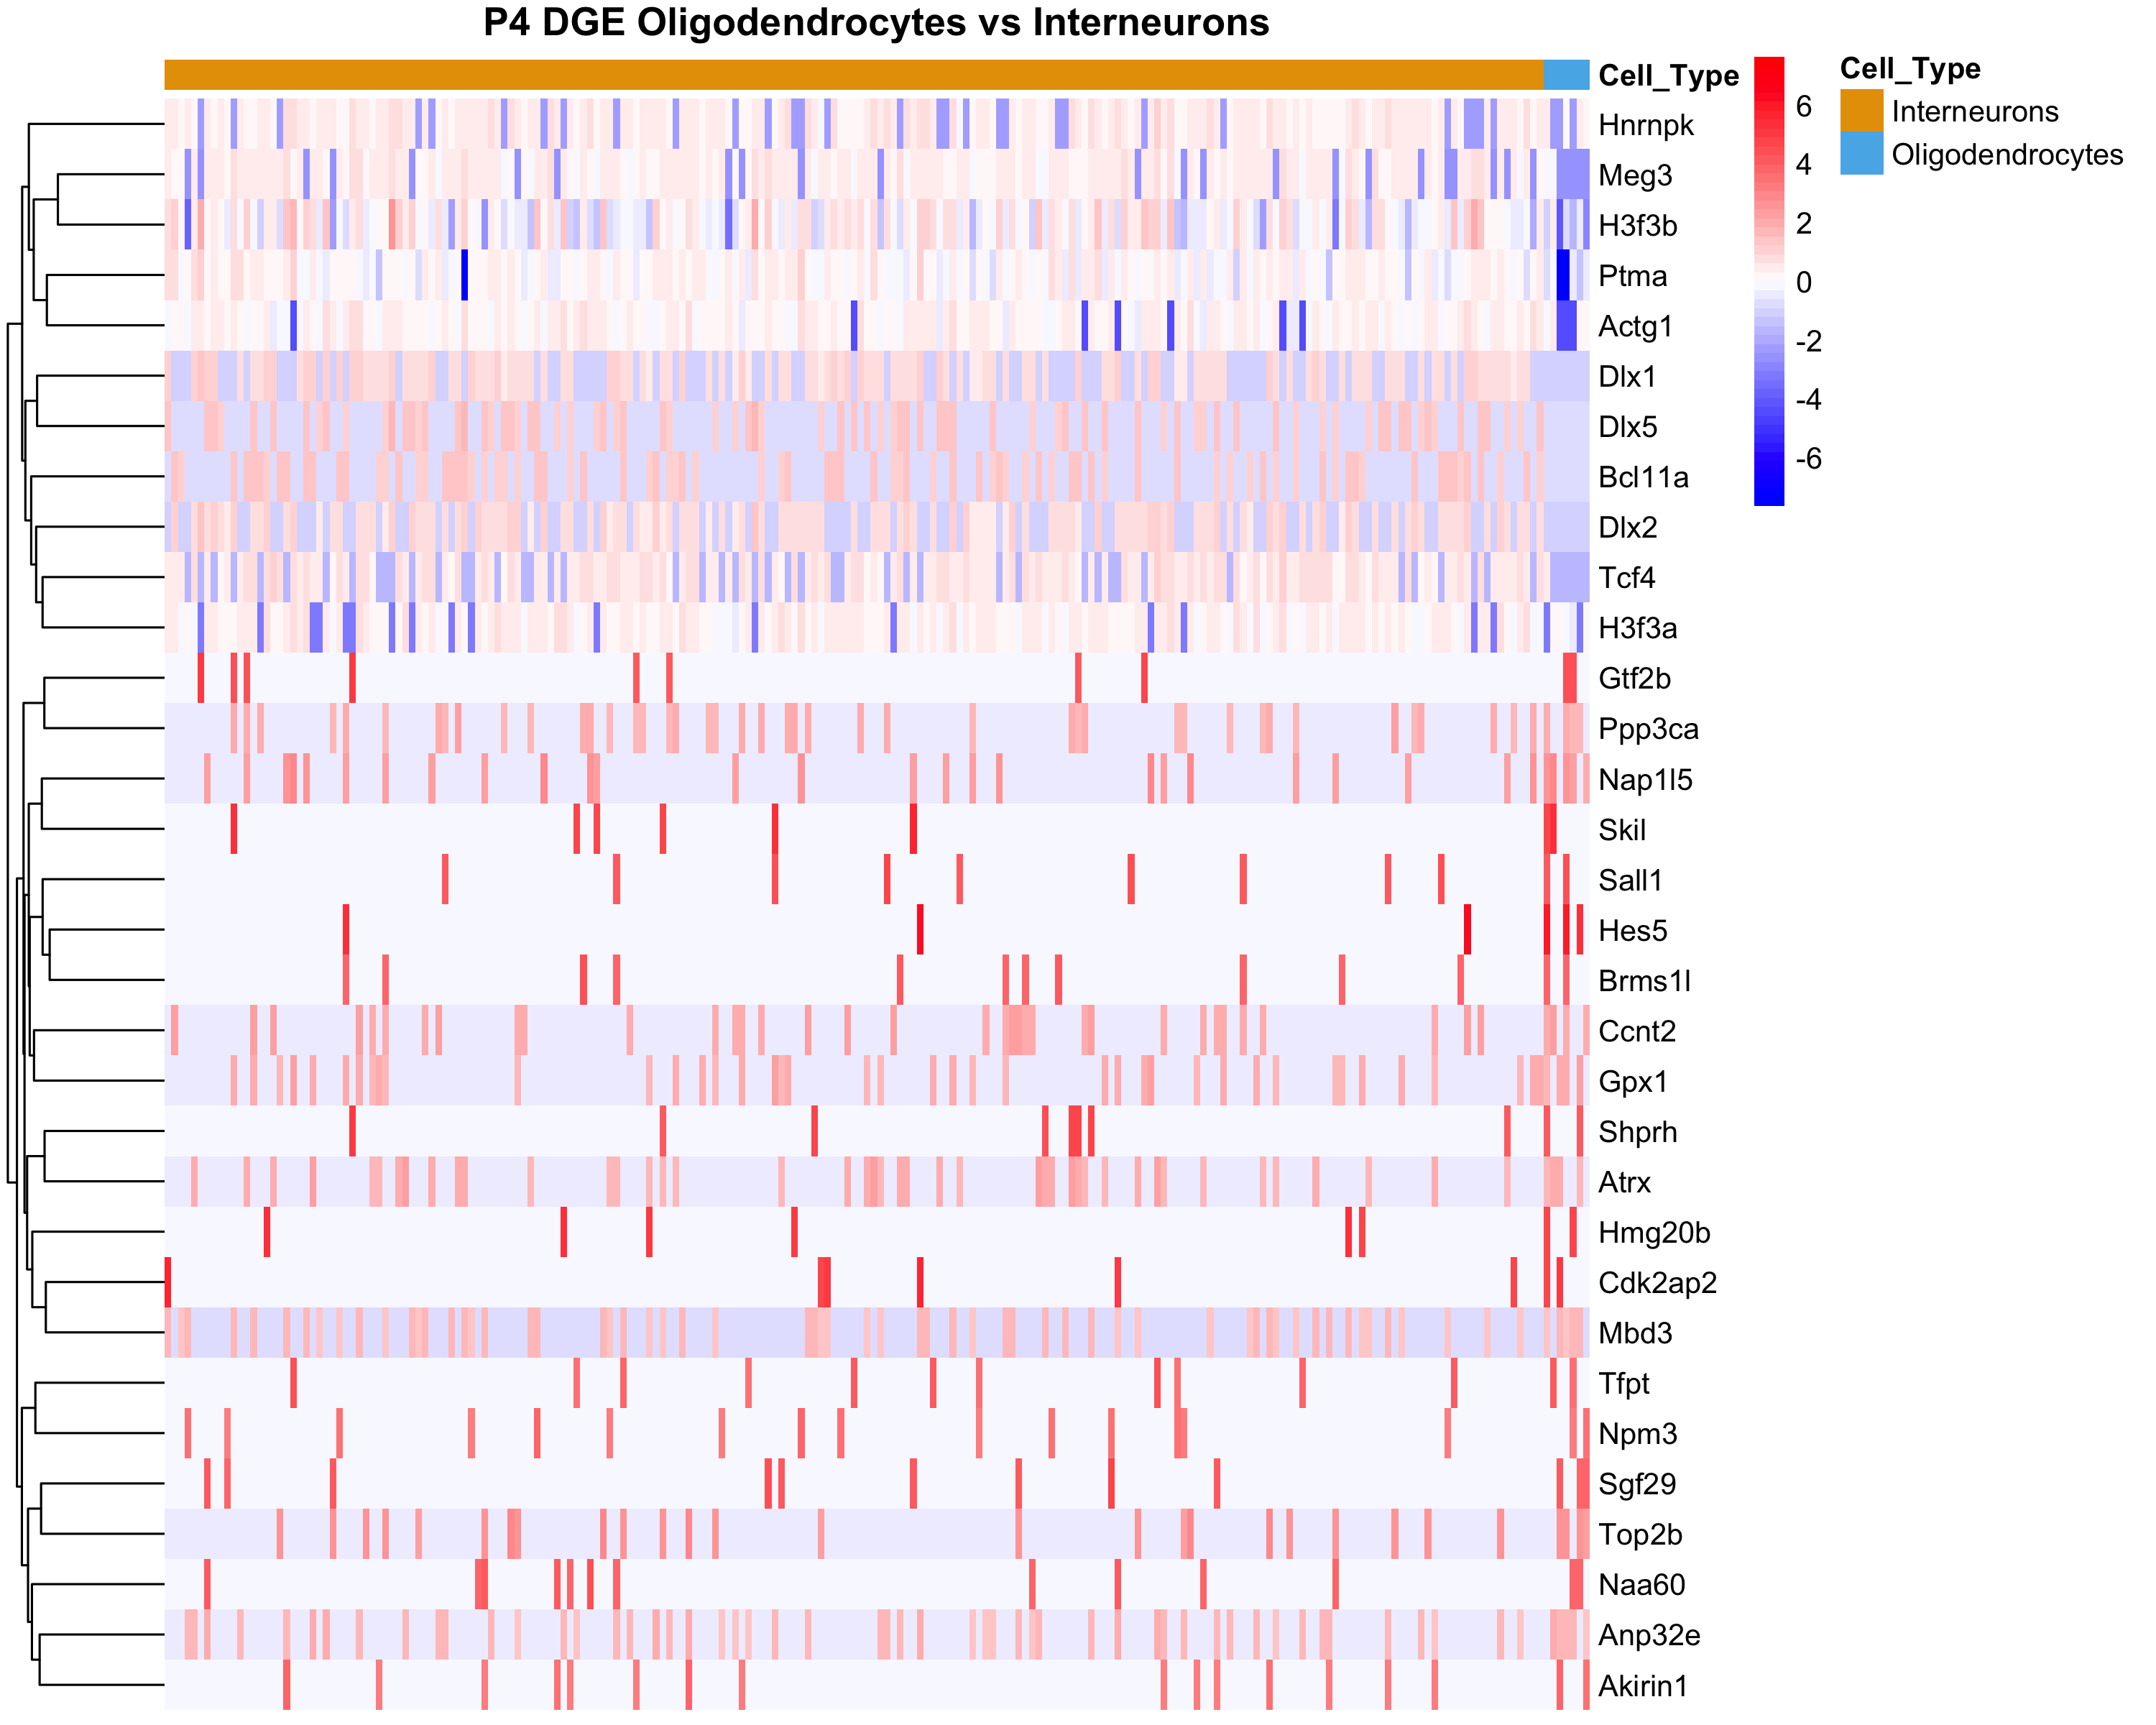 P4 DGE Oligodendrocytes vs Interneurons
Cell_Type
Hnrnpk
Meg3
H3f3b
Ptma
Actg1
Dlx1
Dlx5
Bcl11a
Dlx2
Tcf4
H3f3a
Gtf2b
Ppp3ca
Nap1l5
Skil
Sall1
Hes5
Brms1l
Ccnt2
Gpx1
Shprh
Atrx
Hmg20b
Cdk2ap2
Mbd3
Tfpt
Npm3
Sgf29
Top2b
Naa60
Anp32e
Akirin1
6
4
2
0
-2
-4
-6
Cell_Type
Interneurons
Oligodendrocytes